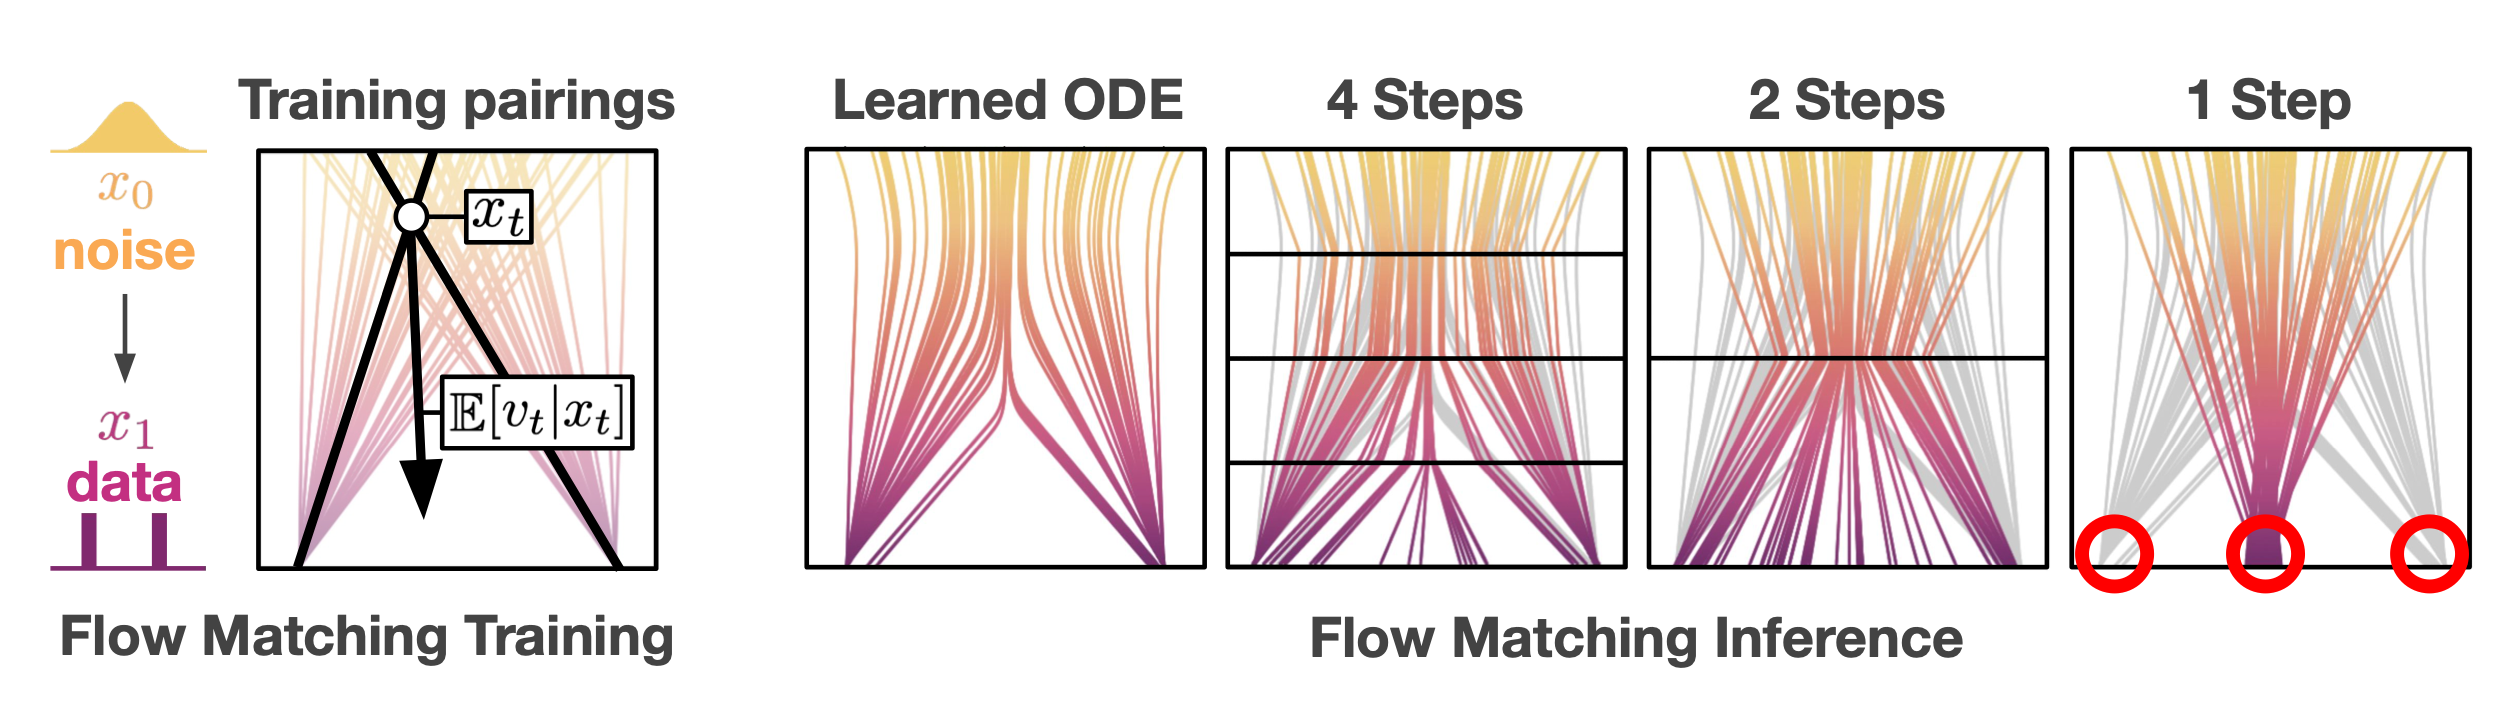 Training pairings
Learned ODE
4 Steps
2 Steps
1 Step
x₀
noise
x₁
data
xₜ
𝔼[vₜ|xₜ]
Flow Matching Training
Flow Matching Inference